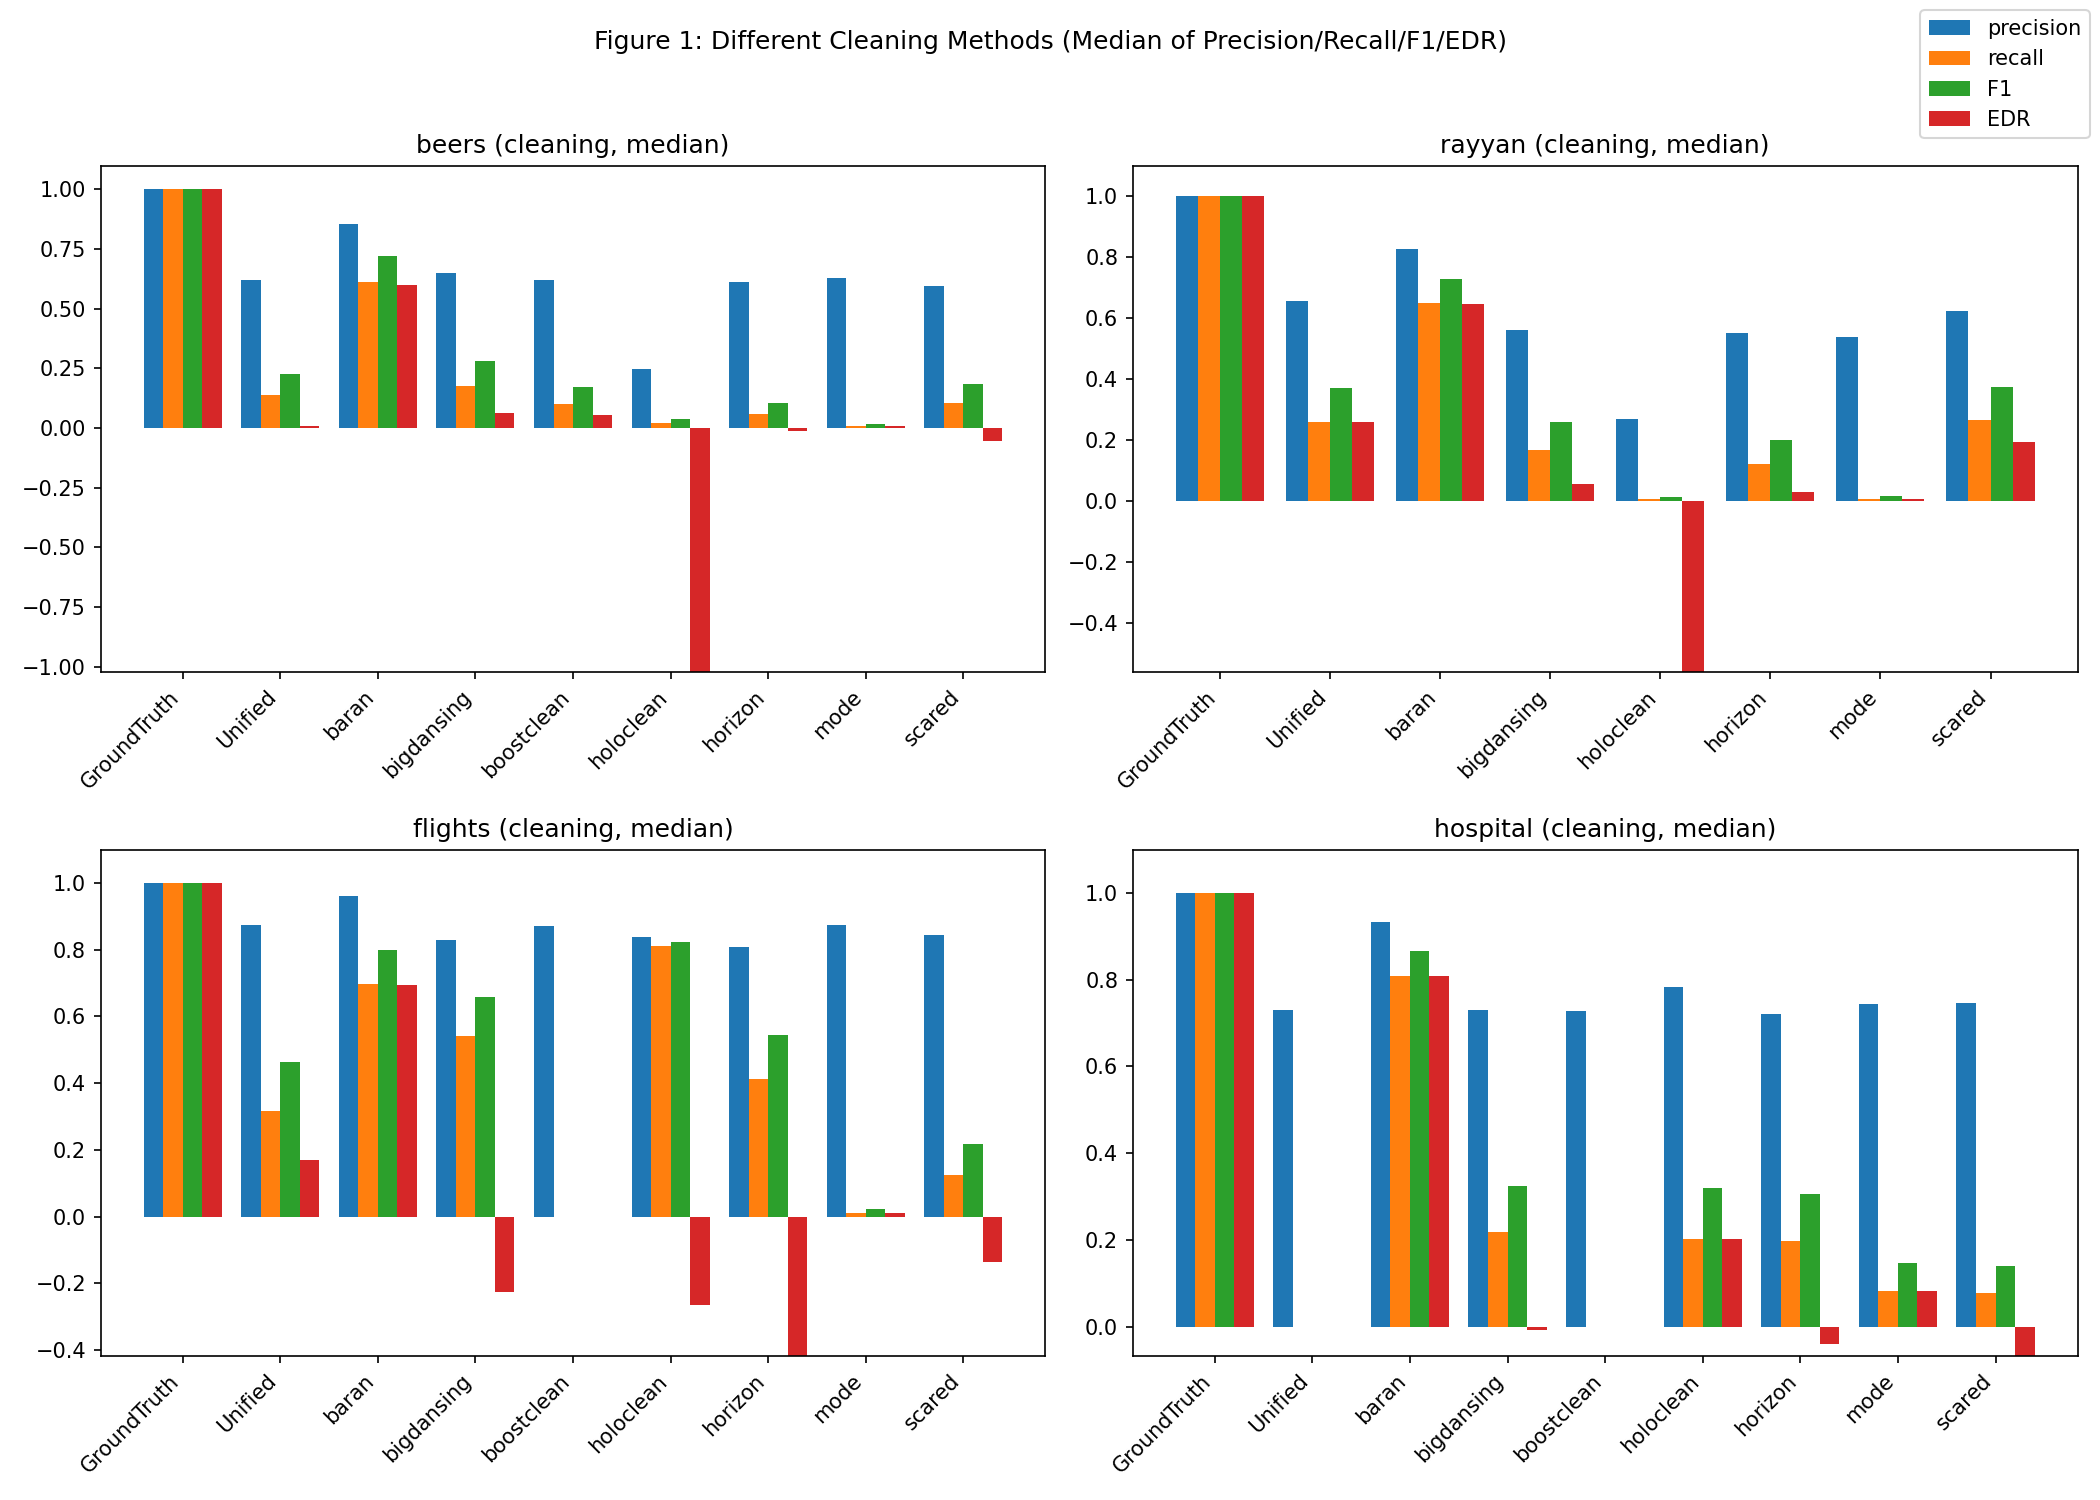 Figure 1: Different Cleaning Methods (Median of Precision/Recall/F1/EDR)
precision
recall
F1
EDR
beers (cleaning, median)
1.00
0.75
0.50
0.25
0.00
−0.25
−0.50
−0.75
−1.00
GroundTruth
Unified
baran
bigdansing
boostclean
holoclean
horizon
mode
scared
rayyan (cleaning, median)
1.0
0.8
0.6
0.4
0.2
0.0
−0.2
−0.4
GroundTruth
Unified
baran
bigdansing
holoclean
horizon
mode
scared
flights (cleaning, median)
1.0
0.8
0.6
0.4
0.2
0.0
−0.2
−0.4
GroundTruth
Unified
baran
bigdansing
boostclean
holoclean
horizon
mode
scared
hospital (cleaning, median)
1.0
0.8
0.6
0.4
0.2
0.0
GroundTruth
Unified
baran
bigdansing
boostclean
holoclean
horizon
mode
scared